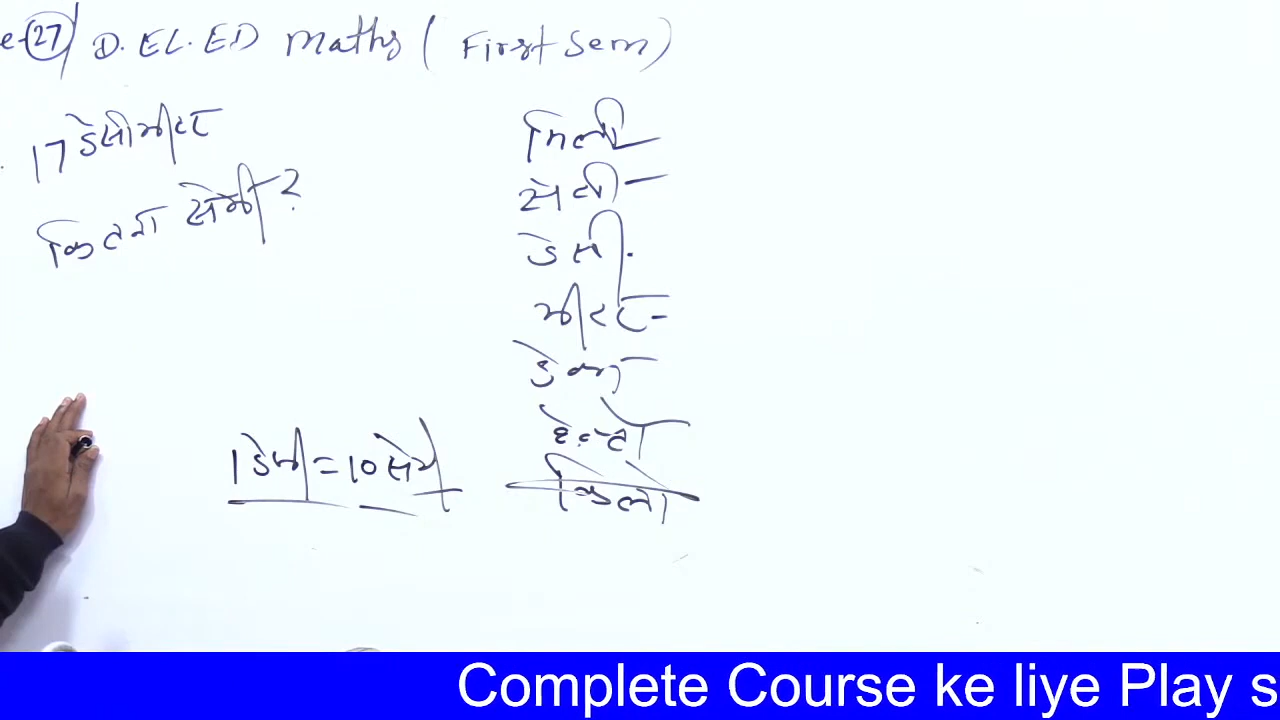 e-(27) D.EL.ED Maths (First Sem)
17 डेसीमीटर
कितना सेमी?
मिली
सेंटी
डेसी.
मीटर
डेका
हेक्टो
किलो
1 डेमी = 10 सेमी
Complete Course ke liye Play s